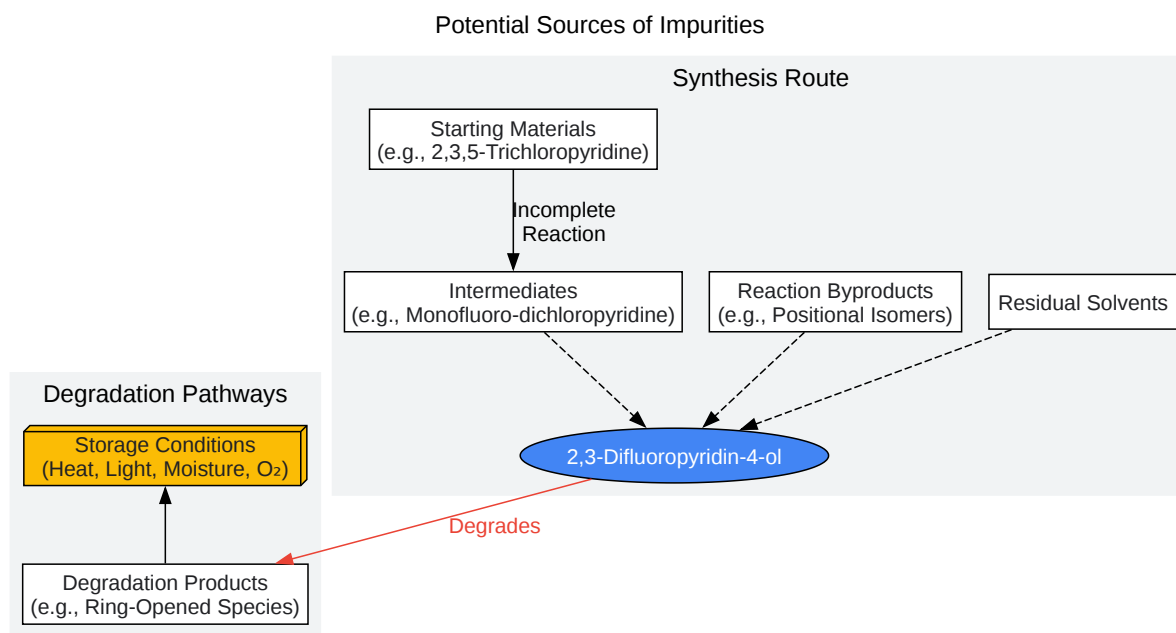 Potential Sources of Impurities
Synthesis Route
Starting Materials
(e.g., 2,3,5-Trichloropyridine)
Incomplete
Reaction
Intermediates
(e.g., Monofluoro-dichloropyridine)
Reaction Byproducts
(e.g., Positional Isomers)
Residual Solvents
2,3-Difluoropyridin-4-ol
Degrades
Degradation Pathways
Storage Conditions
(Heat, Light, Moisture, O₂)
Degradation Products
(e.g., Ring-Opened Species)